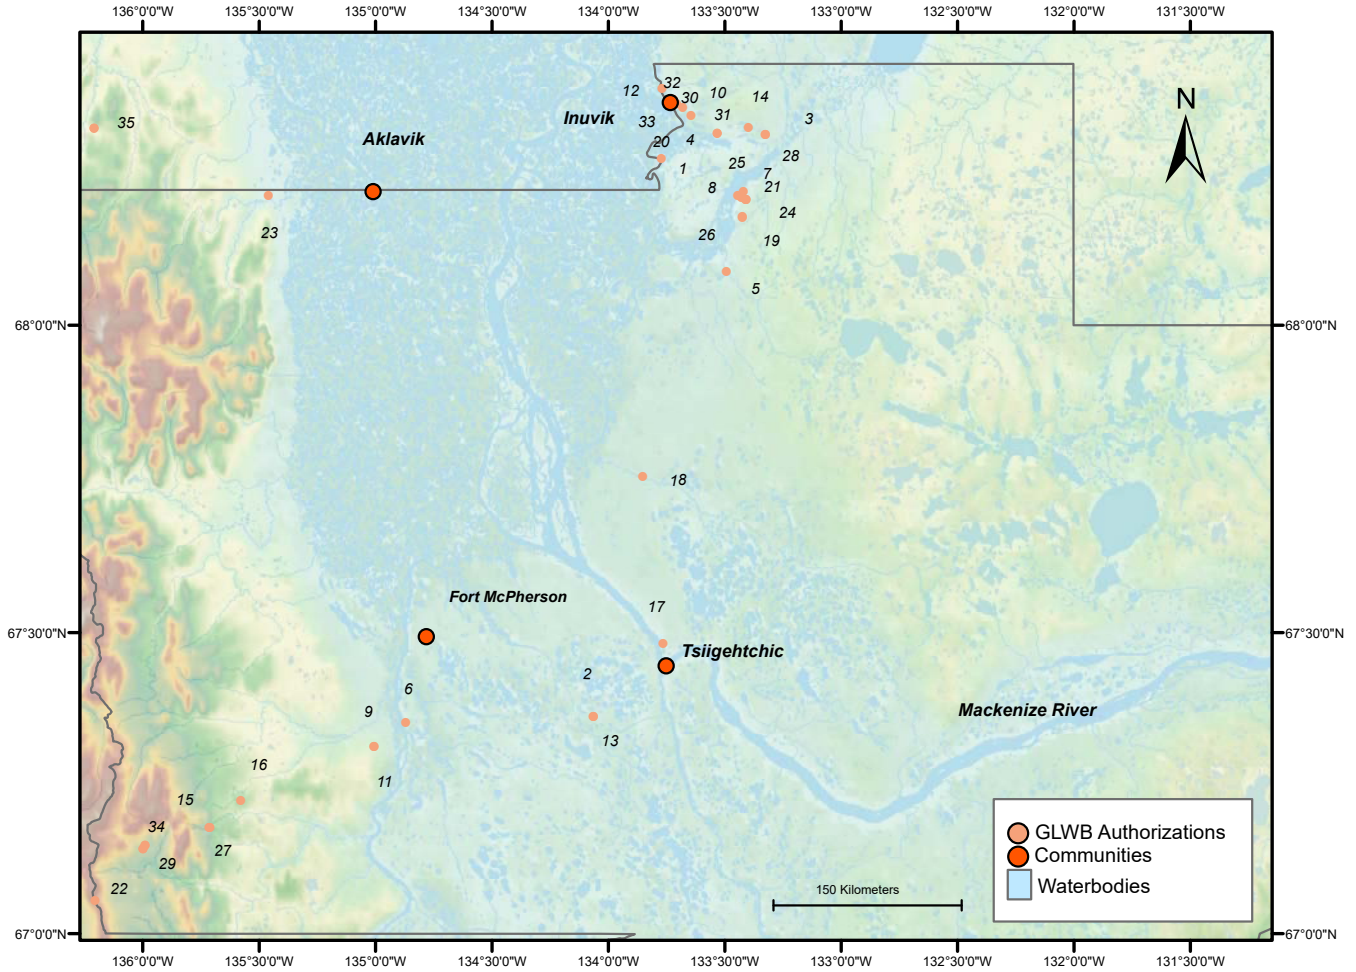 136°0'0"W 135°30'0"W 135°0'0"W 134°30'0"W 134°0'0"W 133°30'0"W 133°0'0"W 132°30'0"W 132°0'0"W 131°30'0"W
32
12 30 10 14
N
Inuvik 33 31 3
35
Aklavik 20 4
1 25 28
7
8 21
24
23 26 19
5
68°0'0"N 68°0'0"N
18
Fort McPherson 17
67°30'0"N 67°30'0"N
Tsiigehtchic
2
6
9 Mackenize River
13
16 11
15
34
27
29
22
GLWB Authorizations
Communities
Waterbodies
150 Kilometers
67°0'0"N 67°0'0"N
136°0'0"W 135°30'0"W 135°0'0"W 134°30'0"W 134°0'0"W 133°30'0"W 133°0'0"W 132°30'0"W 132°0'0"W 131°30'0"W